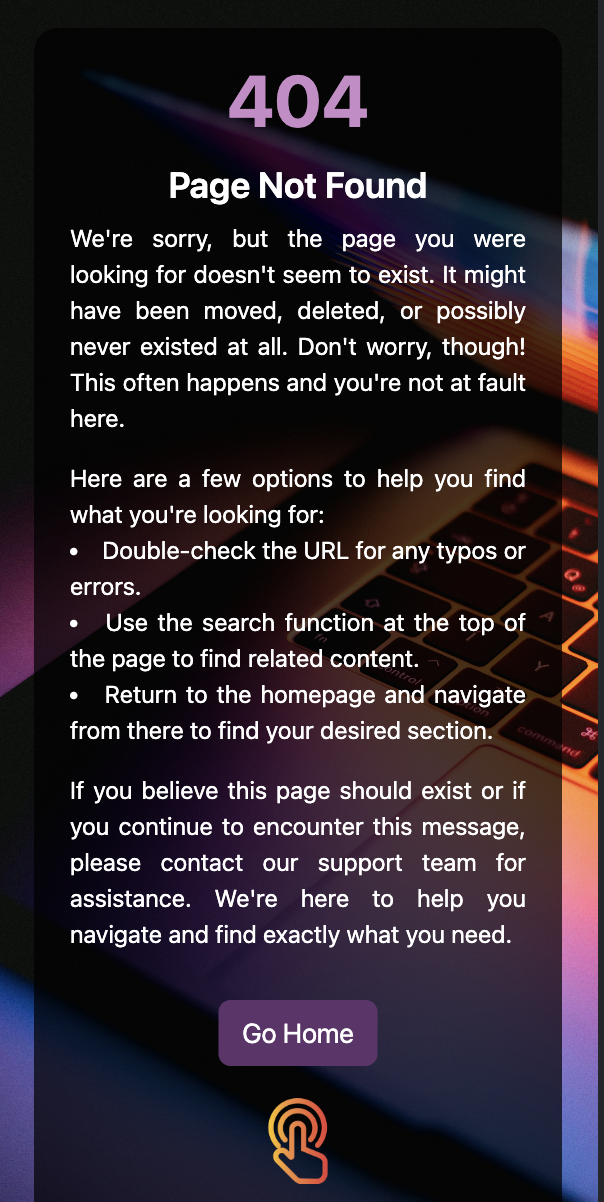 404
Page Not Found
We're sorry, but the page you were
looking for doesn't seem to exist. It might
have been moved, deleted, or possibly
never existed at all. Don't worry, though!
This often happens and you're not at fault
here.
Here are a few options to help you find
what you're looking for:
• Double-check the URL for any typos or
errors.
• Use the search function at the top of
the page to find related content.
• Return to the homepage and navigate
from there to find your desired section.
If you believe this page should exist or if
you continue to encounter this message,
please contact our support team for
assistance. We're here to help you
navigate and find exactly what you need.
Go Home
A
Q
fn
Y
control
option
command
⌘